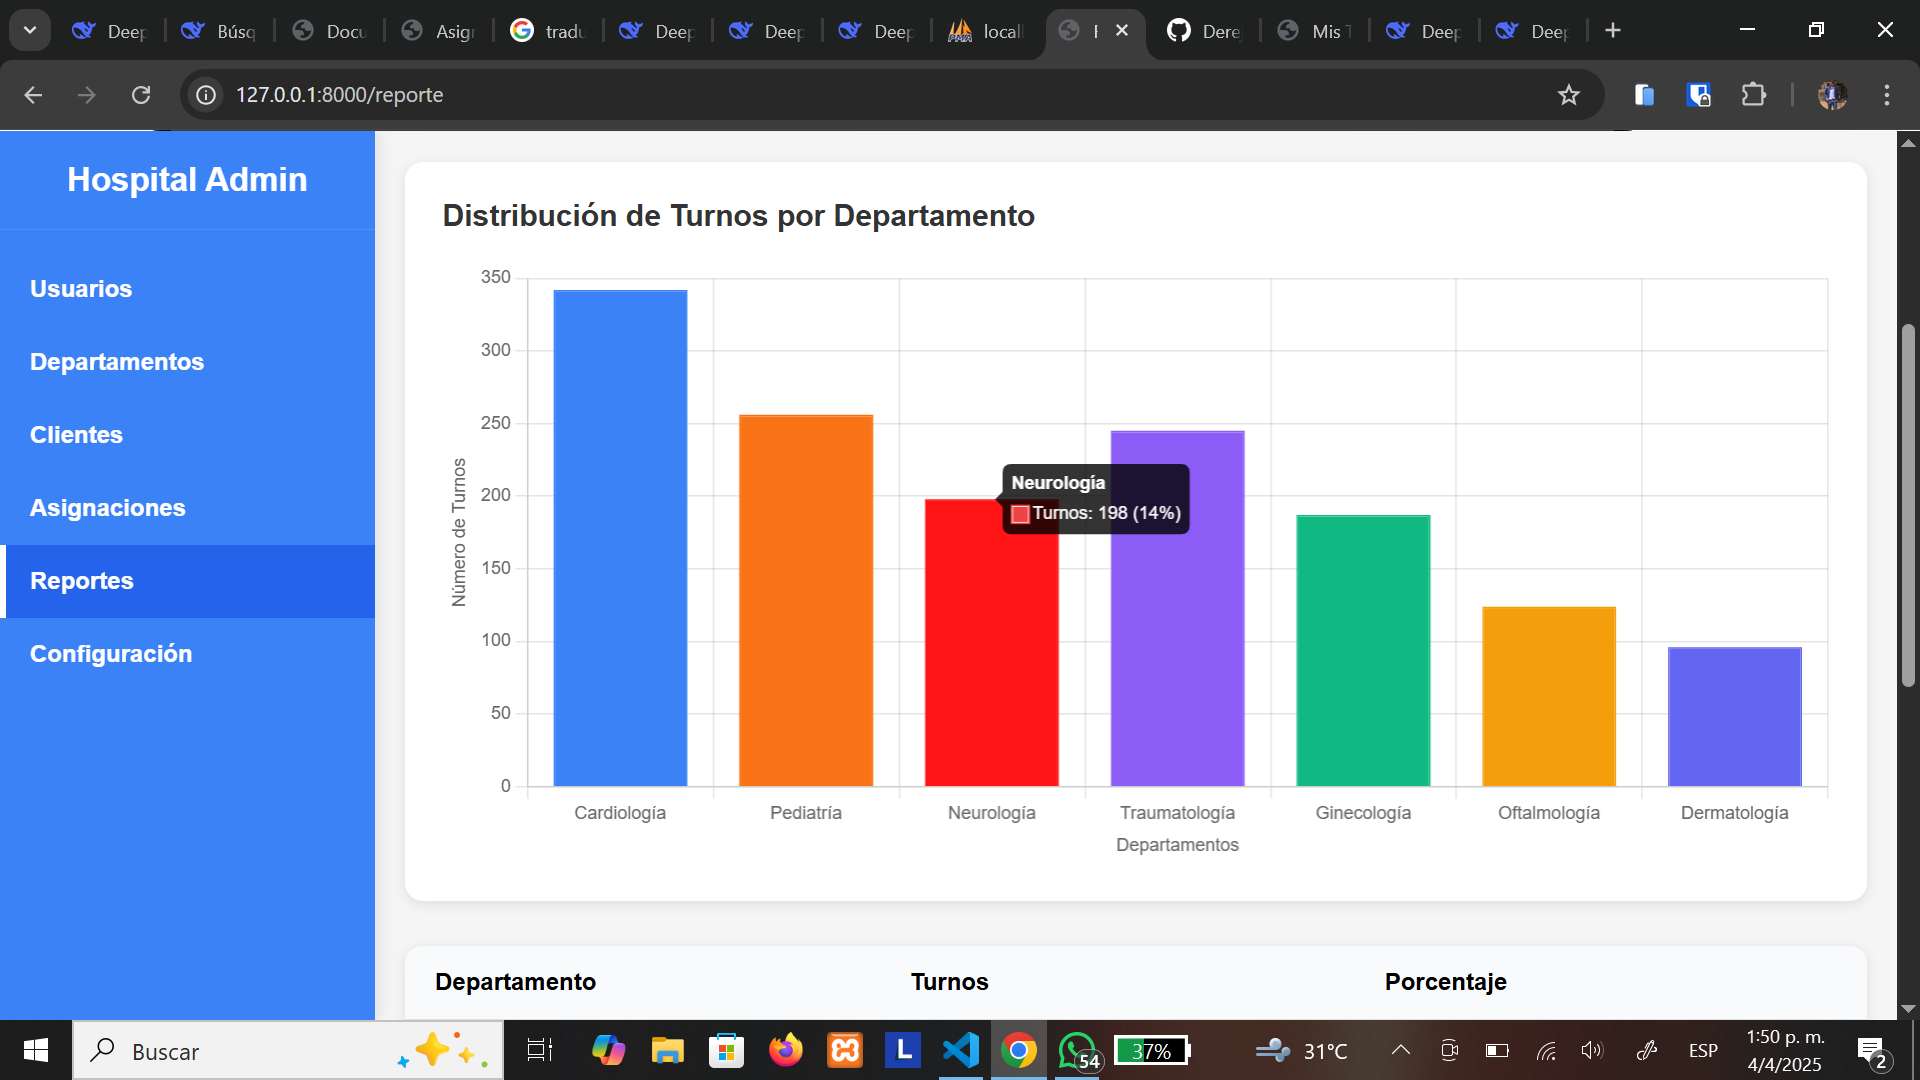 Deep
Búsq
Docu
Asign
tradu
Deep
Deep
Deep
locall
Dere
Mis T
Deep
Deep
127.0.0.1:8000/reporte
Hospital Admin
Usuarios
Departamentos
Clientes
Asignaciones
Reportes
Configuración
Distribución de Turnos por Departamento
Número de Turnos
350
300
250
200
150
100
50
0
Neurología
Turnos: 198 (14%)
Cardiología
Pediatría
Neurología
Traumatología
Ginecología
Oftalmología
Dermatología
Departamentos
Departamento Turnos Porcentaje
Buscar
L
54
37%
31°C
ESP
1:50 p. m.
4/4/2025
2